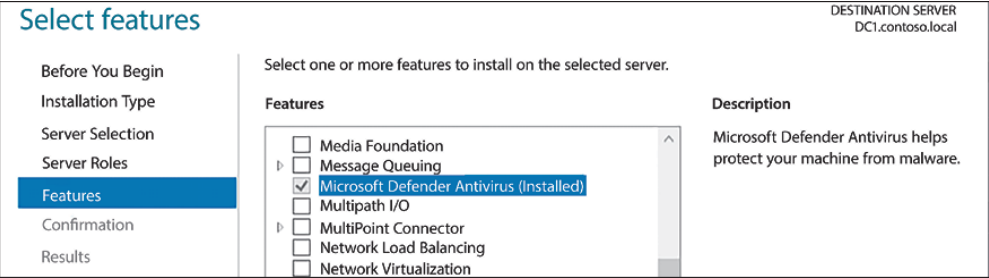 Select features
DESTINATION SERVER
DC1.contoso.local
Before You Begin
Installation Type
Server Selection
Server Roles
Features
Confirmation
Results
Select one or more features to install on the selected server.
Features
Media Foundation
Message Queuing
Microsoft Defender Antivirus (Installed)
Multipath I/O
MultiPoint Connector
Network Load Balancing
Network Virtualization
Description
Microsoft Defender Antivirus helps
protect your machine from malware.